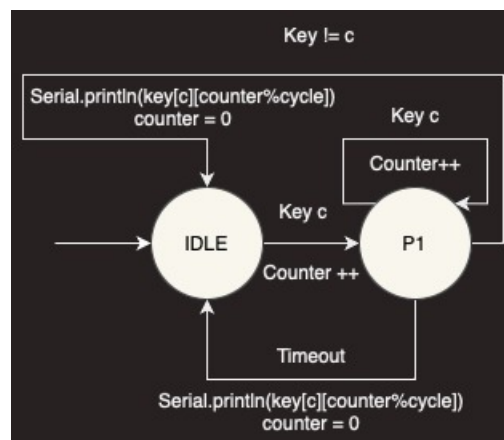 Key != c
Serial.println(key[c][counter%cycle])
counter = 0
Key c
Counter++
Key c
IDLE
P1
Counter ++
Timeout
Serial.println(key[c][counter%cycle])
counter = 0